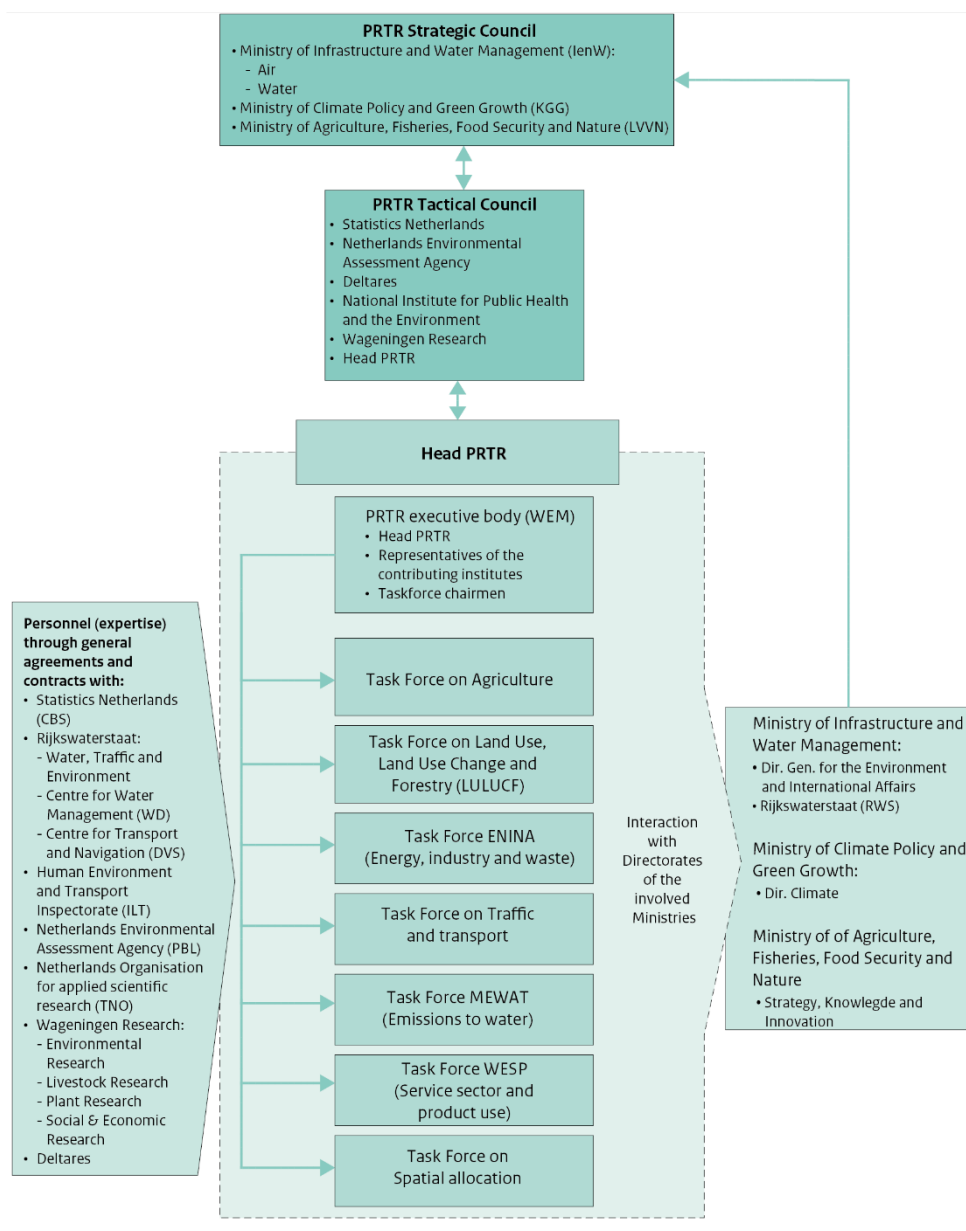 PRTR Strategic Council
• Ministry of Infrastructure and Water Management (IenW):
- Air
- Water
• Ministry of Climate Policy and Green Growth (KGG)
• Ministry of Agriculture, Fisheries, Food Security and Nature (LVVN)
PRTR Tactical Council
• Statistics Netherlands
• Netherlands Environmental
Assessment Agency
• Deltares
• National Institute for Public Health
and the Environment
• Wageningen Research
• Head PRTR
Head PRTR
PRTR executive body (WEM)
• Head PRTR
• Representatives of the
contributing institutes
• Taskforce chairmen
Personnel (expertise)
through general
agreements and
contracts with:
• Statistics Netherlands
(CBS)
• Rijkswaterstaat:
- Water, Traffic and
Environment
- Centre for Water
Management (WD)
- Centre for Transport
and Navigation (DVS)
• Human Environment
and Transport
Inspectorate (ILT)
• Netherlands Environmental
Assessment Agency (PBL)
• Netherlands Organisation
for applied scientific
research (TNO)
• Wageningen Research:
- Environmental
Research
- Livestock Research
- Plant Research
- Social & Economic
Research
• Deltares
Task Force on Agriculture
Task Force on Land Use,
Land Use Change and
Forestry (LULUCF)
Task Force ENINA
(Energy, industry and waste)
Task Force on Traffic
and transport
Task Force MEWAT
(Emissions to water)
Task Force WESP
(Service sector and
product use)
Task Force on
Spatial allocation
Interaction
with
Directorates
of the
involved
Ministries
Ministry of Infrastructure and
Water Management:
• Dir. Gen. for the Environment
and International Affairs
• Rijkswaterstaat (RWS)
Ministry of Climate Policy and
Green Growth:
• Dir. Climate
Ministry of of Agriculture,
Fisheries, Food Security and
Nature
• Strategy, Knowlegde and
Innovation